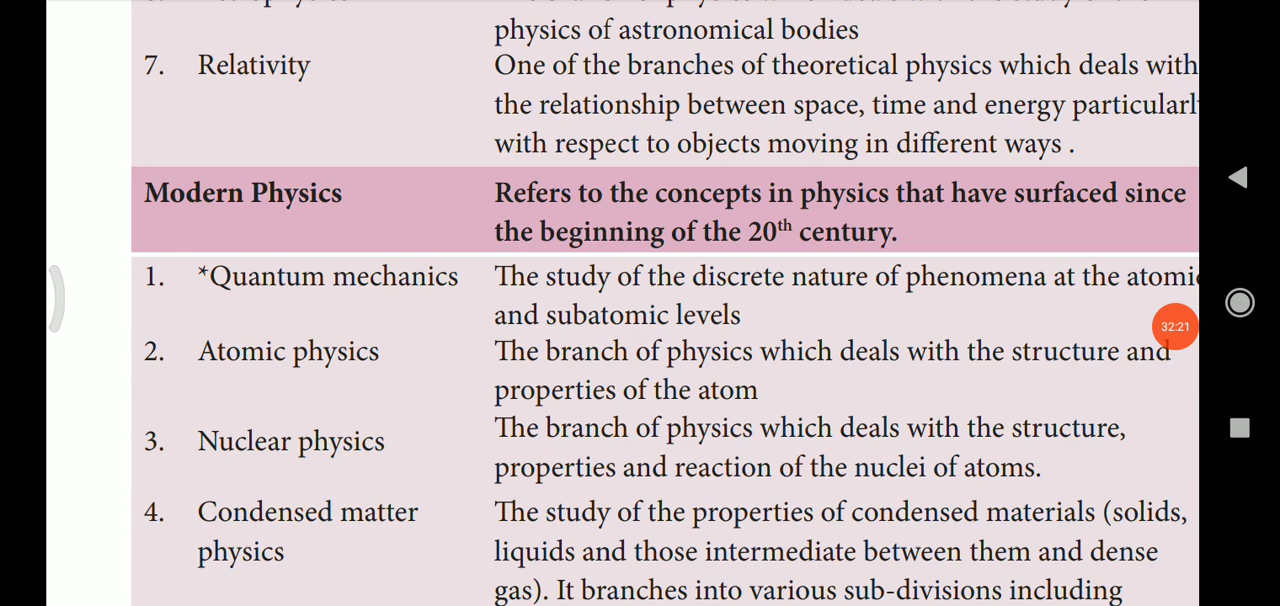 physics of astronomical bodies
7. Relativity One of the branches of theoretical physics which deals with
the relationship between space, time and energy particularl
with respect to objects moving in different ways .
Modern Physics Refers to the concepts in physics that have surfaced since
the beginning of the 20th century.
1. *Quantum mechanics The study of the discrete nature of phenomena at the atomic
and subatomic levels
32:21
2. Atomic physics The branch of physics which deals with the structure and
properties of the atom
3. Nuclear physics The branch of physics which deals with the structure,
properties and reaction of the nuclei of atoms.
4. Condensed matter The study of the properties of condensed materials (solids,
physics liquids and those intermediate between them and dense
gas). It branches into various sub-divisions including